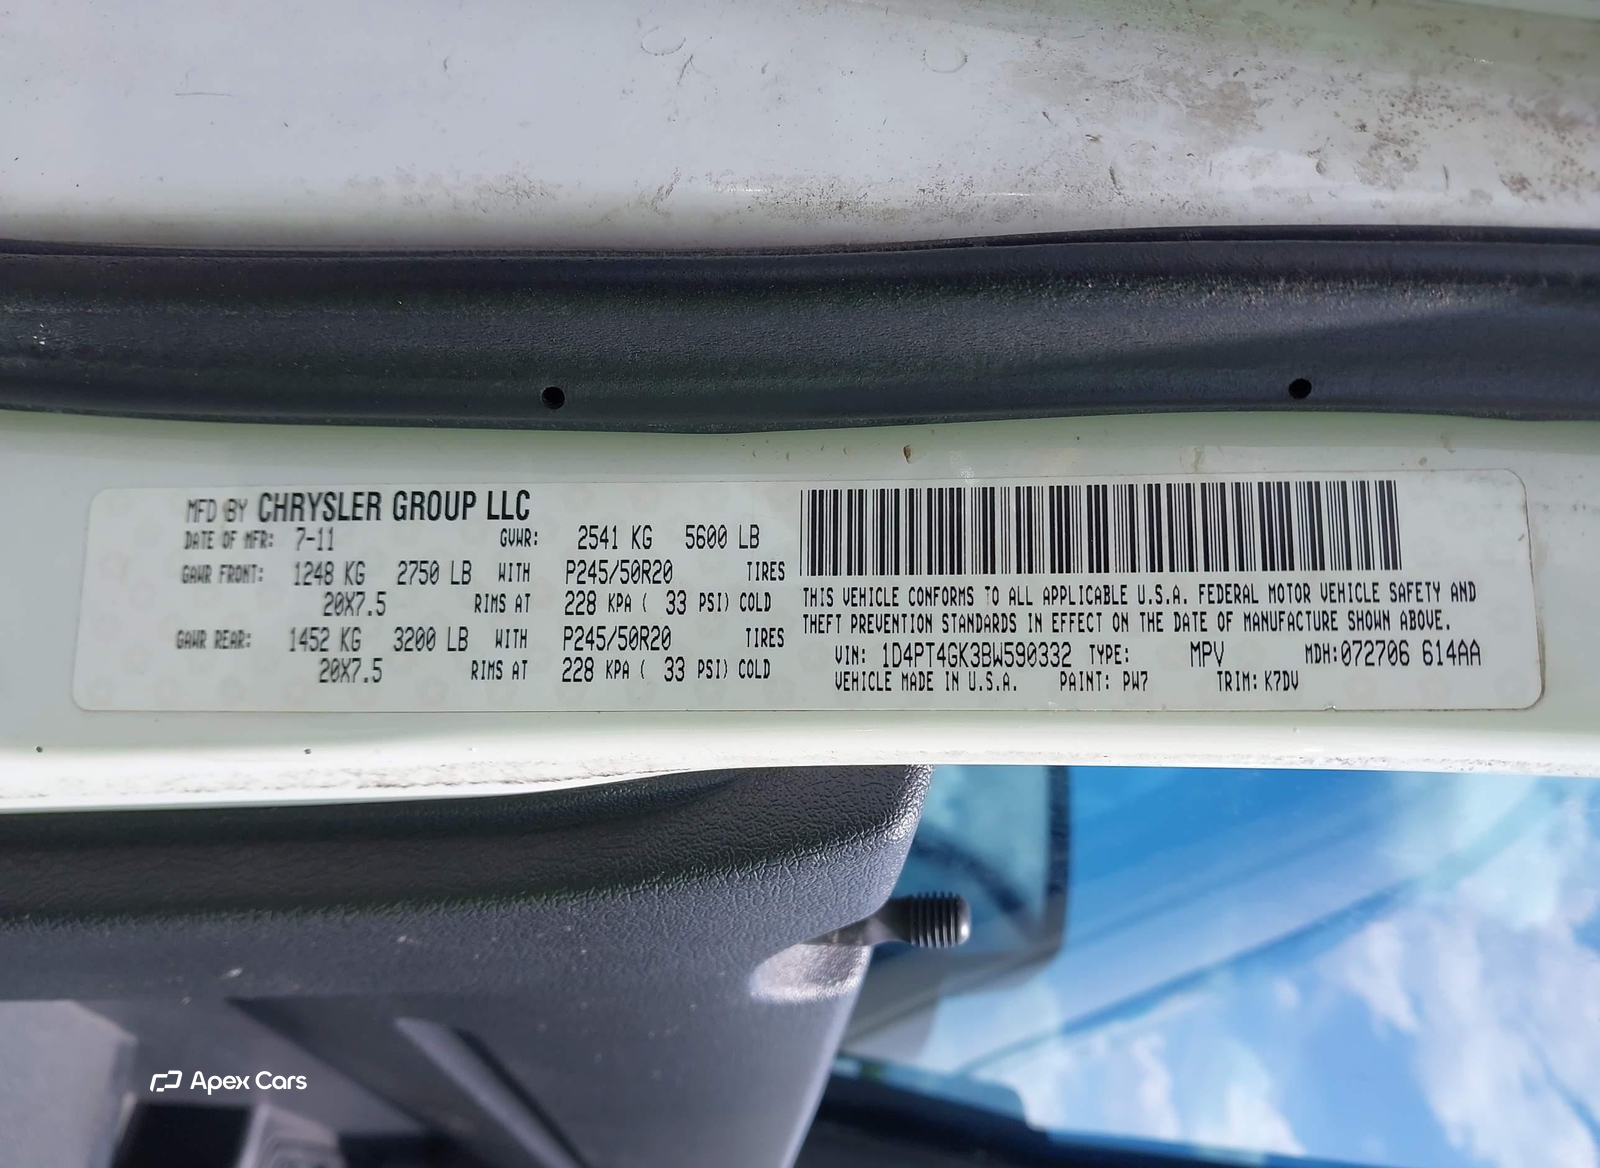 MFD BY CHRYSLER GROUP LLC
DATE OF MFR: 7-11 GVWR: 2541 KG 5600 LB
GAWR FRONT: 1248 KG 2750 LB WITH P245/50R20 TIRES
20X7.5 RIMS AT 228 KPA ( 33 PSI) COLD
GAWR REAR: 1452 KG 3200 LB WITH P245/50R20 TIRES
20X7.5 RIMS AT 228 KPA ( 33 PSI) COLD
THIS VEHICLE CONFORMS TO ALL APPLICABLE U.S.A. FEDERAL MOTOR VEHICLE SAFETY AND
THEFT PREVENTION STANDARDS IN EFFECT ON THE DATE OF MANUFACTURE SHOWN ABOVE.
VIN: 1D4PT4GK3BW590332 TYPE: MPV MDH:072706 614AA
VEHICLE MADE IN U.S.A. PAINT: PW7 TRIM: K7DV
Apex Cars